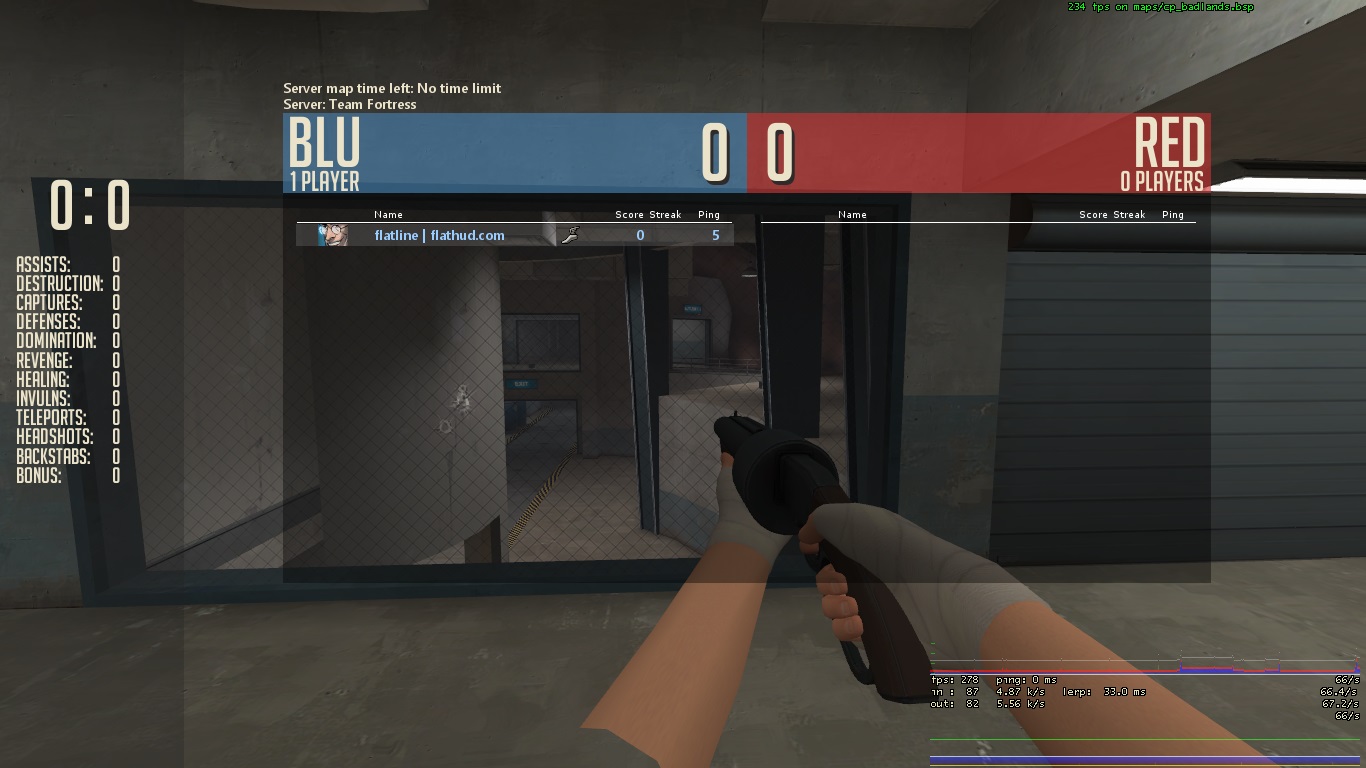 234 fps on maps/cp_badlands.bsp
Server map time left: No time limit
Server: Team Fortress
BLU 0 0 RED
1 PLAYER 0 PLAYERS
0:0
Name Score Streak Ping Name Score Streak Ping
flatline | flathud.com 0 5
ASSISTS: 0
DESTRUCTION: 0
CAPTURES: 0
DEFENSES: 0
DOMINATION: 0
REVENGE: 0
HEALING: 0
INVULNS: 0
TELEPORTS: 0
HEADSHOTS: 0
BACKSTABS: 0
BONUS: 0
fps: 278 ping: 0 ms 66/s
in : 87 4.87 k/s lerp: 33.0 ms 66.4/s
out: 82 5.56 k/s 67.2/s
66/s